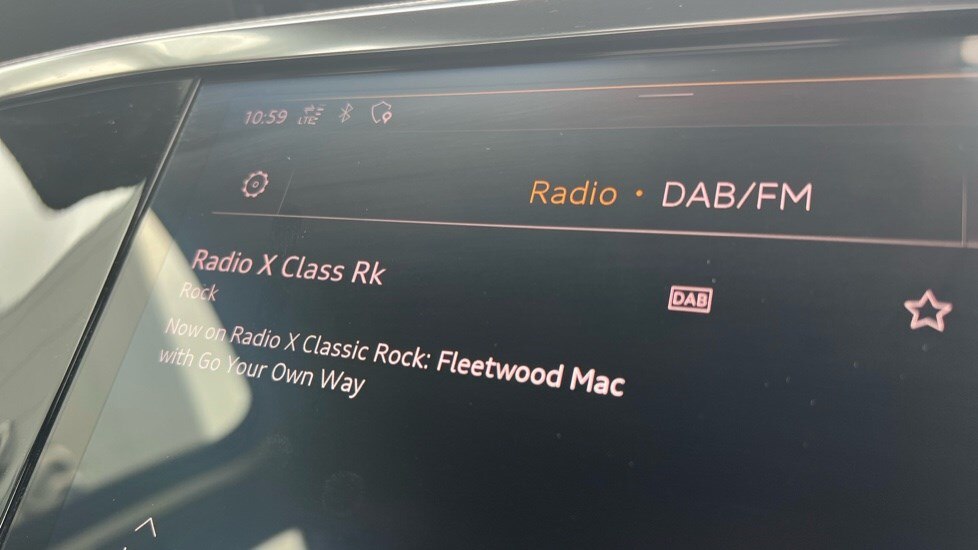 10:59 LTE
Radio • DAB/FM
Radio X Class Rk
Rock
DAB
Now on Radio X Classic Rock: Fleetwood Mac
with Go Your Own Way